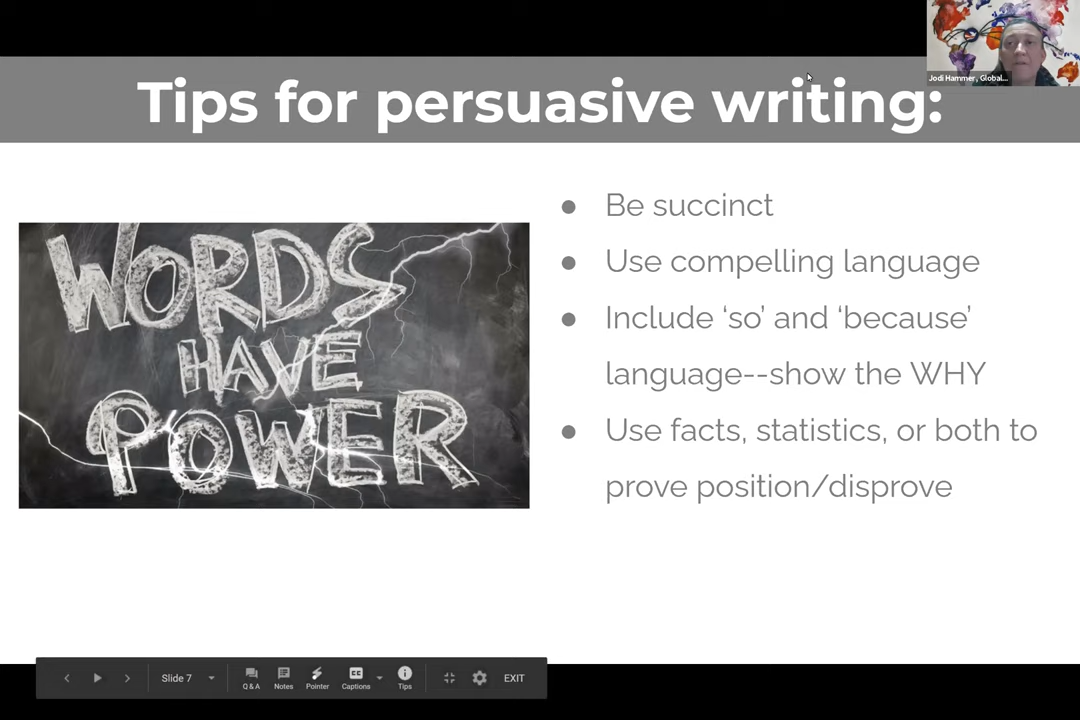 Jodi Hammer, Global...
Tips for persuasive writing:
WORDS
HAVE
POWER
● Be succinct
● Use compelling language
● Include ‘so’ and ‘because’
language--show the WHY
● Use facts, statistics, or both to
prove position/disprove
Slide 7
Q & A
Notes
Pointer
CC
Captions
Tips
EXIT